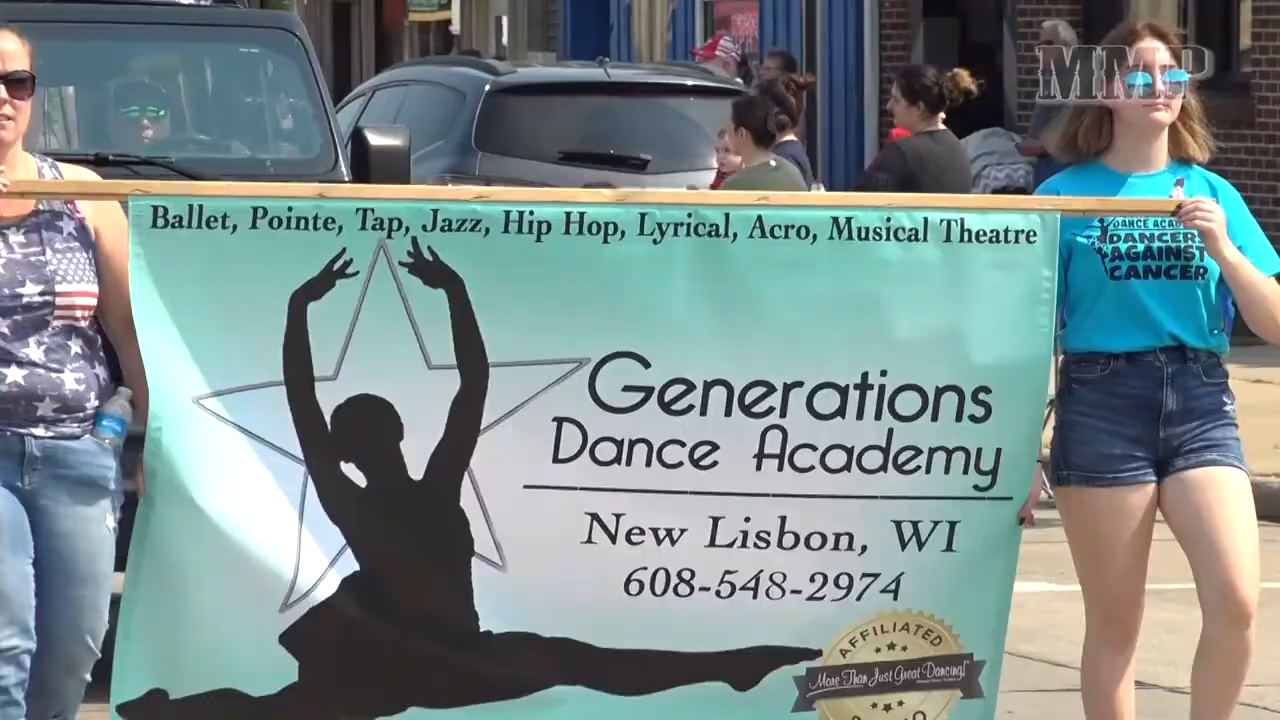 MMP
Ballet, Pointe, Tap, Jazz, Hip Hop, Lyrical, Acro, Musical Theatre
DANCE
DANCERS
AGAINST
CANCER
Generations
Dance Academy
New Lisbon, WI
608-548-2974
AFFILIATED
More Than Just Great Dancing!